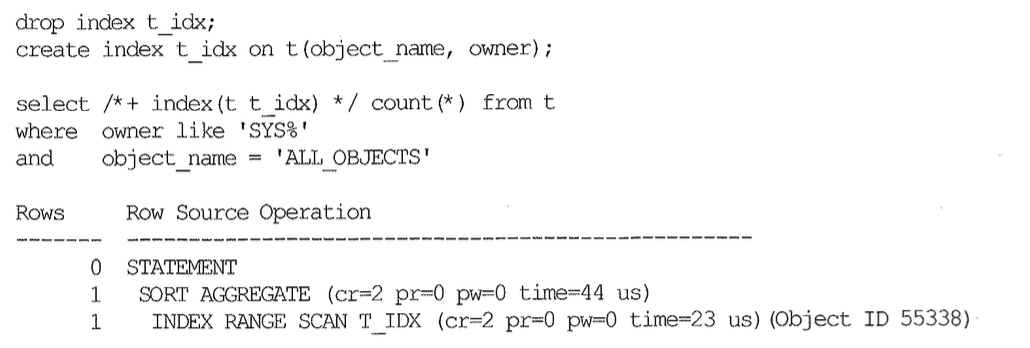 drop index t_idx;
create index t_idx on t(object_name, owner);
select /*+ index(t t_idx) */ count(*) from t
where owner like 'SYS%'
and object_name = 'ALL_OBJECTS'
Rows Row Source Operation
------- ---------------------------------------------------
0 STATEMENT
1 SORT AGGREGATE (cr=2 pr=0 pw=0 time=44 us)
1 INDEX RANGE SCAN T_IDX (cr=2 pr=0 pw=0 time=23 us)(Object ID 55338)